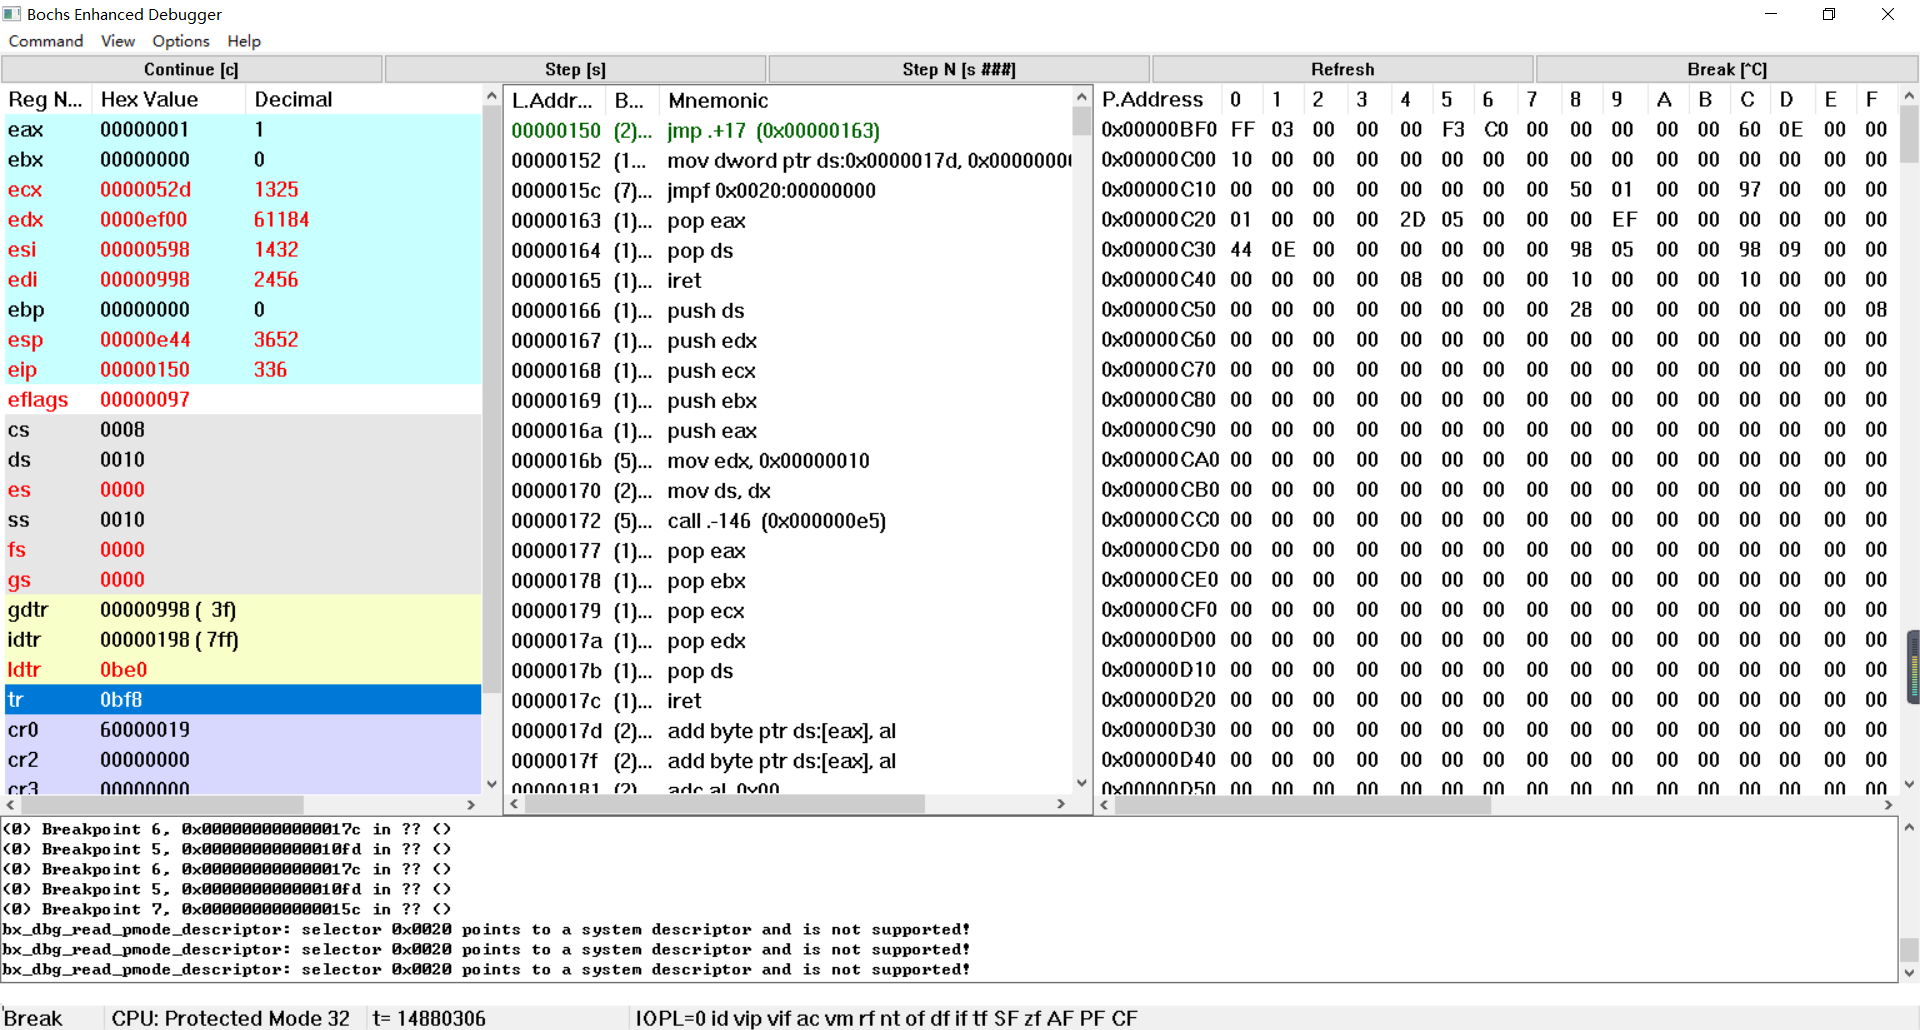 Bochs Enhanced Debugger
Command View Options Help
Continue [c] Step [s] Step N [s ###] Refresh Break [^C]
Reg N... Hex Value Decimal
eax 00000001 1
ebx 00000000 0
ecx 0000052d 1325
edx 0000ef00 61184
esi 00000598 1432
edi 00000998 2456
ebp 00000000 0
esp 00000e44 3652
eip 00000150 336
eflags 00000097
cs 0008
ds 0010
es 0000
ss 0010
fs 0000
gs 0000
gdtr 00000998 ( 3f)
idtr 00000198 ( 7ff)
ldtr 0be0
tr 0bf8
cr0 60000019
cr2 00000000
cr3 00000000
L.Addr... B... Mnemonic
00000150 (2)... jmp .+17 (0x00000163)
00000152 (1... mov dword ptr ds:0x0000017d, 0x0000000
0000015c (7)... jmpf 0x0020:00000000
00000163 (1)... pop eax
00000164 (1)... pop ds
00000165 (1)... iret
00000166 (1)... push ds
00000167 (1)... push edx
00000168 (1)... push ecx
00000169 (1)... push ebx
0000016a (1)... push eax
0000016b (5)... mov edx, 0x00000010
00000170 (2)... mov ds, dx
00000172 (5)... call .-146 (0x000000e5)
00000177 (1)... pop eax
00000178 (1)... pop ebx
00000179 (1)... pop ecx
0000017a (1)... pop edx
0000017b (1)... pop ds
0000017c (1)... iret
0000017d (2)... add byte ptr ds:[eax], al
0000017f (2)... add byte ptr ds:[eax], al
00000181 (2)... adc al, 0x00
P.Address 0 1 2 3 4 5 6 7 8 9 A B C D E F
0x00000BF0 FF 03 00 00 00 F3 C0 00 00 00 00 00 60 0E 00 00
0x00000C00 10 00 00 00 00 00 00 00 00 00 00 00 00 00 00 00
0x00000C10 00 00 00 00 00 00 00 00 50 01 00 00 97 00 00 00
0x00000C20 01 00 00 00 2D 05 00 00 00 EF 00 00 00 00 00 00
0x00000C30 44 0E 00 00 00 00 00 00 98 05 00 00 98 09 00 00
0x00000C40 00 00 00 00 08 00 00 00 10 00 00 00 10 00 00 00
0x00000C50 00 00 00 00 00 00 00 00 28 00 00 00 00 00 00 08
0x00000C60 00 00 00 00 00 00 00 00 00 00 00 00 00 00 00 00
0x00000C70 00 00 00 00 00 00 00 00 00 00 00 00 00 00 00 00
0x00000C80 00 00 00 00 00 00 00 00 00 00 00 00 00 00 00 00
0x00000C90 00 00 00 00 00 00 00 00 00 00 00 00 00 00 00 00
0x00000CA0 00 00 00 00 00 00 00 00 00 00 00 00 00 00 00 00
0x00000CB0 00 00 00 00 00 00 00 00 00 00 00 00 00 00 00 00
0x00000CC0 00 00 00 00 00 00 00 00 00 00 00 00 00 00 00 00
0x00000CD0 00 00 00 00 00 00 00 00 00 00 00 00 00 00 00 00
0x00000CE0 00 00 00 00 00 00 00 00 00 00 00 00 00 00 00 00
0x00000CF0 00 00 00 00 00 00 00 00 00 00 00 00 00 00 00 00
0x00000D00 00 00 00 00 00 00 00 00 00 00 00 00 00 00 00 00
0x00000D10 00 00 00 00 00 00 00 00 00 00 00 00 00 00 00 00
0x00000D20 00 00 00 00 00 00 00 00 00 00 00 00 00 00 00 00
0x00000D30 00 00 00 00 00 00 00 00 00 00 00 00 00 00 00 00
0x00000D40 00 00 00 00 00 00 00 00 00 00 00 00 00 00 00 00
0x00000D50 00 00 00 00 00 00 00 00 00 00 00 00 00 00 00 00
(0) Breakpoint 6, 0x000000000000017c in ?? ()
(0) Breakpoint 5, 0x00000000000010fd in ?? ()
(0) Breakpoint 6, 0x000000000000017c in ?? ()
(0) Breakpoint 5, 0x00000000000010fd in ?? ()
(0) Breakpoint 7, 0x000000000000015c in ?? ()
bx_dbg_read_pmode_descriptor: selector 0x0020 points to a system descriptor and is not supported!
bx_dbg_read_pmode_descriptor: selector 0x0020 points to a system descriptor and is not supported!
bx_dbg_read_pmode_descriptor: selector 0x0020 points to a system descriptor and is not supported!
Break CPU: Protected Mode 32 t= 14880306 IOPL=0 id vip vif ac vm rf nt of df if tf SF zf AF PF CF